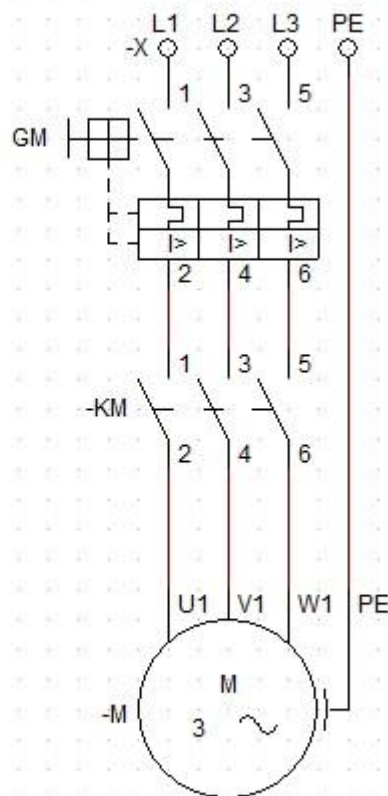 L1 L2 L3 PE
-X
1 3 5
GM
I> I> I>
2 4 6
1 3 5
-KM
2 4 6
U1 V1 W1 PE
M
-M 3